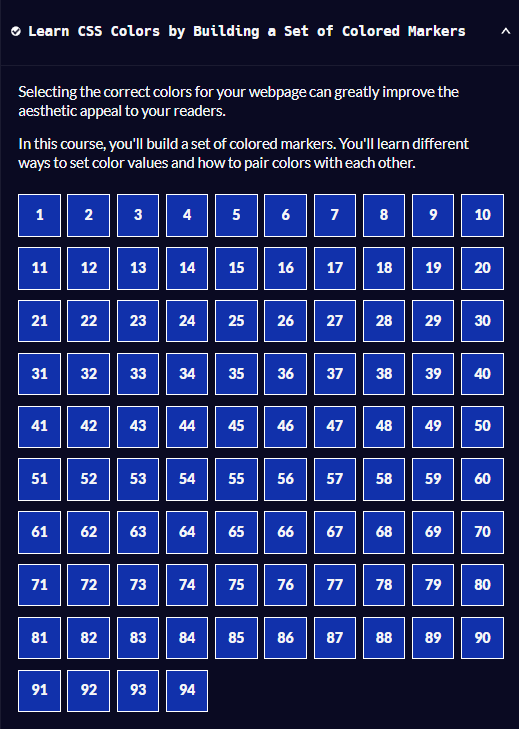 Learn CSS Colors by Building a Set of Colored Markers
Selecting the correct colors for your webpage can greatly improve the
aesthetic appeal to your readers.
In this course, you'll build a set of colored markers. You'll learn different
ways to set color values and how to pair colors with each other.
1 2 3 4 5 6 7 8 9 10
11 12 13 14 15 16 17 18 19 20
21 22 23 24 25 26 27 28 29 30
31 32 33 34 35 36 37 38 39 40
41 42 43 44 45 46 47 48 49 50
51 52 53 54 55 56 57 58 59 60
61 62 63 64 65 66 67 68 69 70
71 72 73 74 75 76 77 78 79 80
81 82 83 84 85 86 87 88 89 90
91 92 93 94